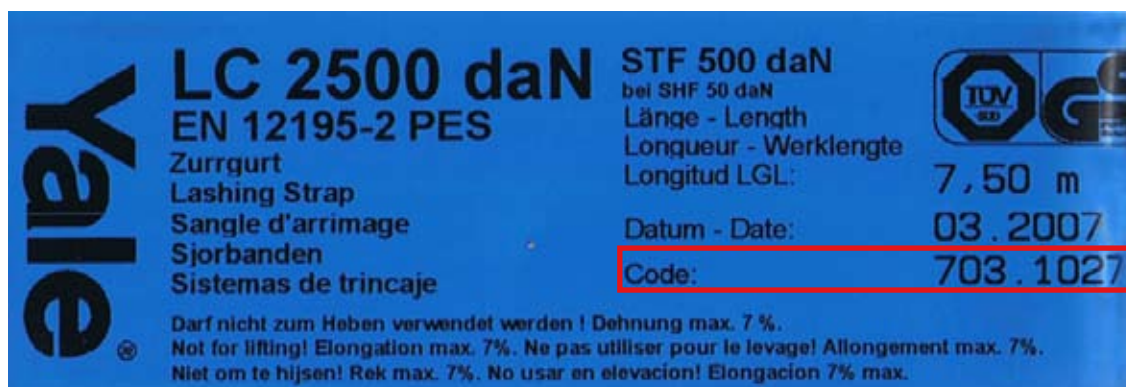 Yale®
LC 2500 daN
EN 12195-2 PES
Zurrgurt
Lashing Strap
Sangle d'arrimage
Sjorbanden
Sistemas de trincaje
STF 500 daN
bei SHF 50 daN
Länge - Length
Longueur - Werklengte
Longitud LGL: 7,50 m
Datum - Date: 03.2007
Code: 703.1027
TÜV
SÜD
GS
Darf nicht zum Heben verwendet werden ! Dehnung max. 7 %.
Not for lifting! Elongation max. 7%. Ne pas utiliser pour le levage! Allongement max. 7%.
Niet om te hijsen! Rek max. 7%. No usar en elevacion! Elongacion 7% max.